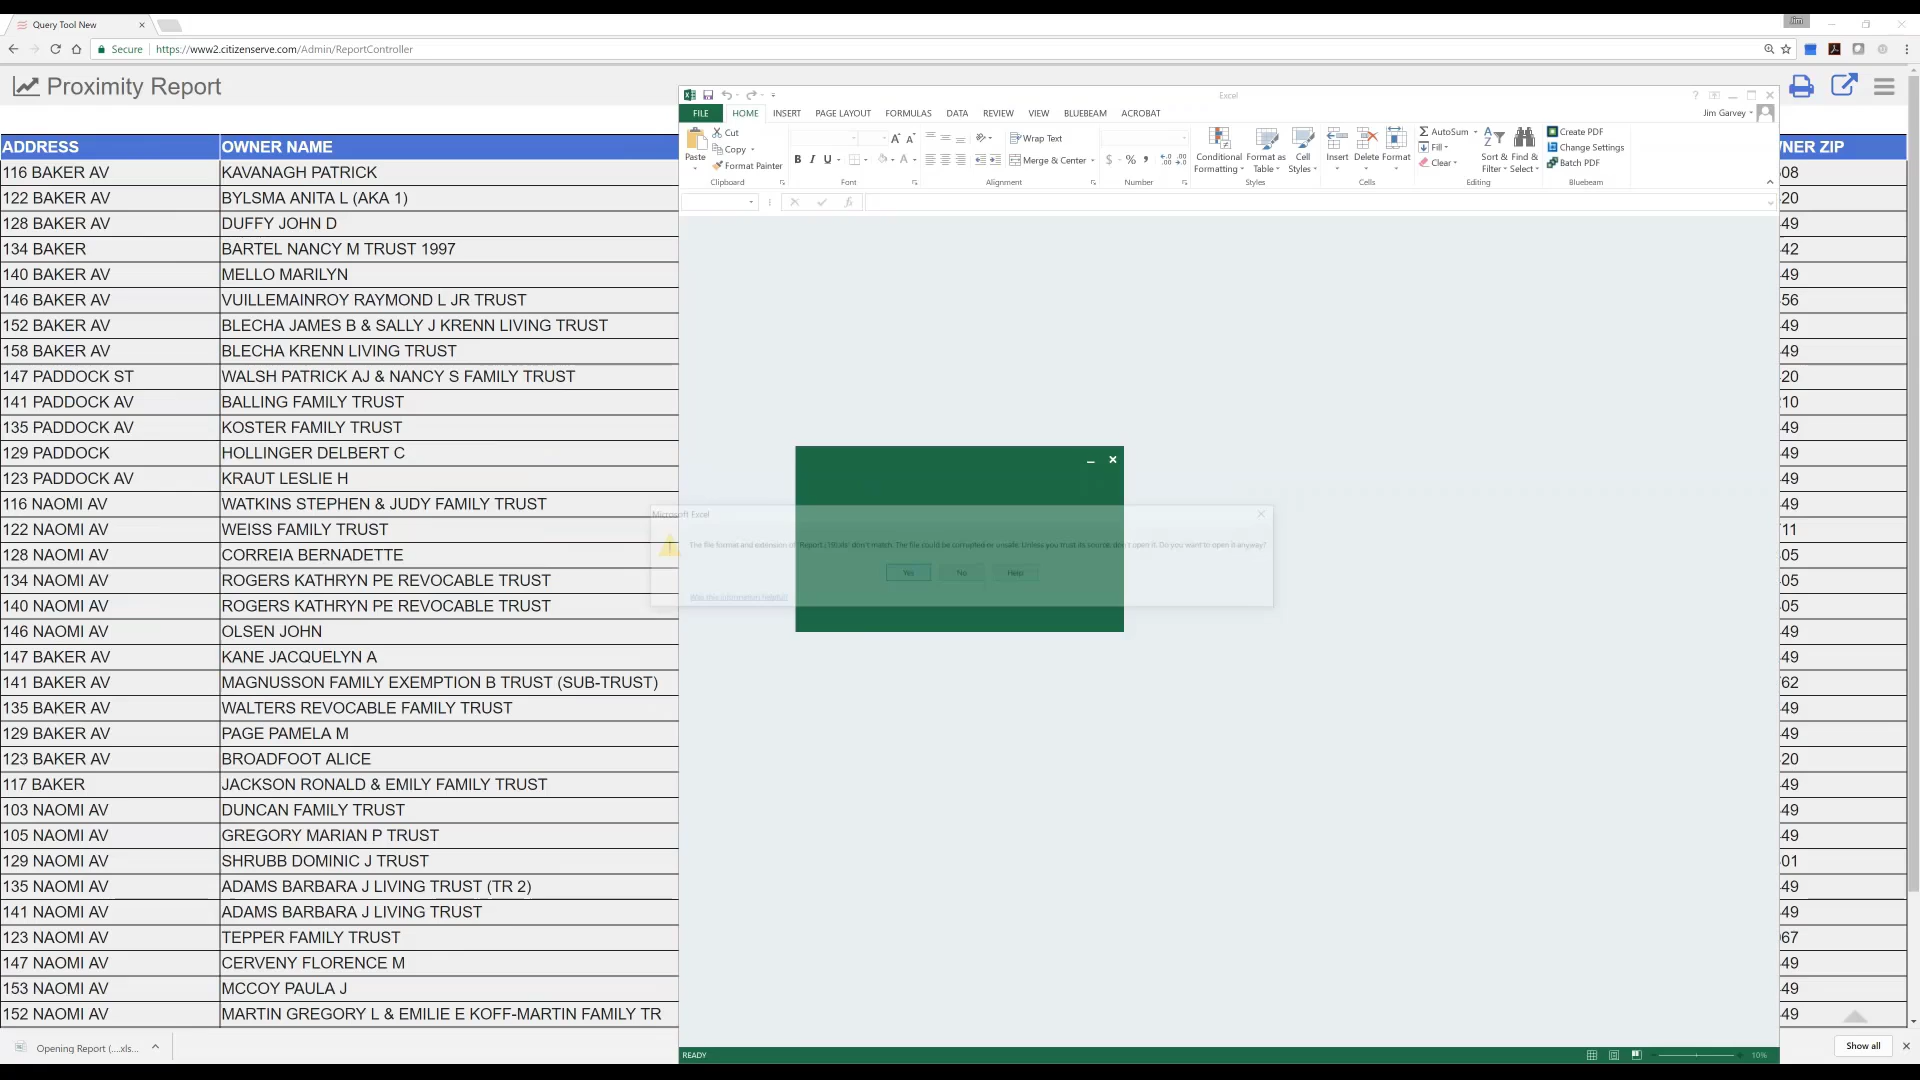 Query Tool New
Jim
Secure https://www2.citizenserve.com/Admin/ReportController
Proximity Report
ADDRESS OWNER NAME
116 BAKER AV KAVANAGH PATRICK
122 BAKER AV BYLSMA ANITA L (AKA 1)
128 BAKER AV DUFFY JOHN D
134 BAKER BARTEL NANCY M TRUST 1997
140 BAKER AV MELLO MARILYN
146 BAKER AV VUILLEMAINROY RAYMOND L JR TRUST
152 BAKER AV BLECHA JAMES B & SALLY J KRENN LIVING TRUST
158 BAKER AV BLECHA KRENN LIVING TRUST
147 PADDOCK ST WALSH PATRICK AJ & NANCY S FAMILY TRUST
141 PADDOCK AV BALLING FAMILY TRUST
135 PADDOCK AV KOSTER FAMILY TRUST
129 PADDOCK HOLLINGER DELBERT C
123 PADDOCK AV KRAUT LESLIE H
116 NAOMI AV WATKINS STEPHEN & JUDY FAMILY TRUST
122 NAOMI AV WEISS FAMILY TRUST
128 NAOMI AV CORREIA BERNADETTE
134 NAOMI AV ROGERS KATHRYN PE REVOCABLE TRUST
140 NAOMI AV ROGERS KATHRYN PE REVOCABLE TRUST
146 NAOMI AV OLSEN JOHN
147 BAKER AV KANE JACQUELYN A
141 BAKER AV MAGNUSSON FAMILY EXEMPTION B TRUST (SUB-TRUST)
135 BAKER AV WALTERS REVOCABLE FAMILY TRUST
129 BAKER AV PAGE PAMELA M
123 BAKER AV BROADFOOT ALICE
117 BAKER JACKSON RONALD & EMILY FAMILY TRUST
103 NAOMI AV DUNCAN FAMILY TRUST
105 NAOMI AV GREGORY MARIAN P TRUST
129 NAOMI AV SHRUBB DOMINIC J TRUST
135 NAOMI AV ADAMS BARBARA J LIVING TRUST (TR 2)
141 NAOMI AV ADAMS BARBARA J LIVING TRUST
123 NAOMI AV TEPPER FAMILY TRUST
147 NAOMI AV CERVENY FLORENCE M
153 NAOMI AV MCCOY PAULA J
152 NAOMI AV MARTIN GREGORY L & EMILIE E KOFF-MARTIN FAMILY TR
Excel
FILE HOME INSERT PAGE LAYOUT FORMULAS DATA REVIEW VIEW BLUEBEAM ACROBAT Jim Garvey
Paste
Cut
Copy
Format Painter
Clipboard
B I U
Font
Wrap Text
Merge & Center
Alignment
$ %
Number
Conditional Formatting
Format as Table
Cell Styles
Styles
Insert Delete Format
Cells
AutoSum
Fill
Clear
Sort & Filter
Find & Select
Editing
Create PDF
Change Settings
Batch PDF
Bluebeam
fx
Microsoft Excel
Yes No Help
Was this information helpful?
READY
10%
ZIP
08
20
49
42
49
56
49
49
20
10
49
49
49
49
11
05
05
05
49
49
62
49
49
20
49
49
49
01
49
49
67
49
49
49
Opening Report (....xls...
Show all